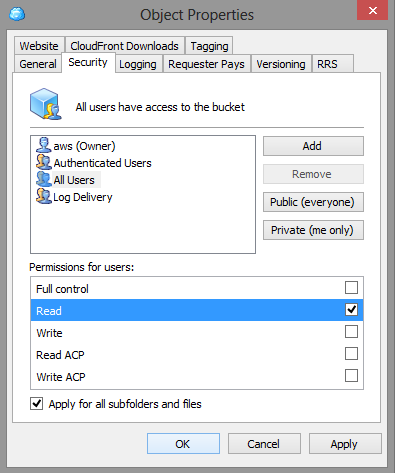 Object Properties
Website CloudFront Downloads Tagging
General Security Logging Requester Pays Versioning RRS
All users have access to the bucket
aws (Owner)
Authenticated Users
All Users
Log Delivery
Add
Remove
Public (everyone)
Private (me only)
Permissions for users:
Full control
Read
Write
Read ACP
Write ACP
Apply for all subfolders and files
OK Cancel Apply